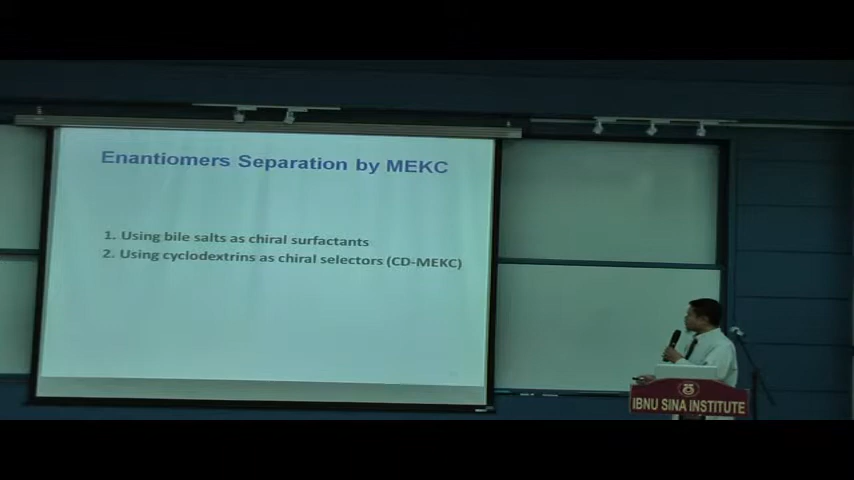 Enantiomers Separation by MEKC
1. Using bile salts as chiral surfactants
2. Using cyclodextrins as chiral selectors (CD-MEKC)
IBNU SINA INSTITUTE